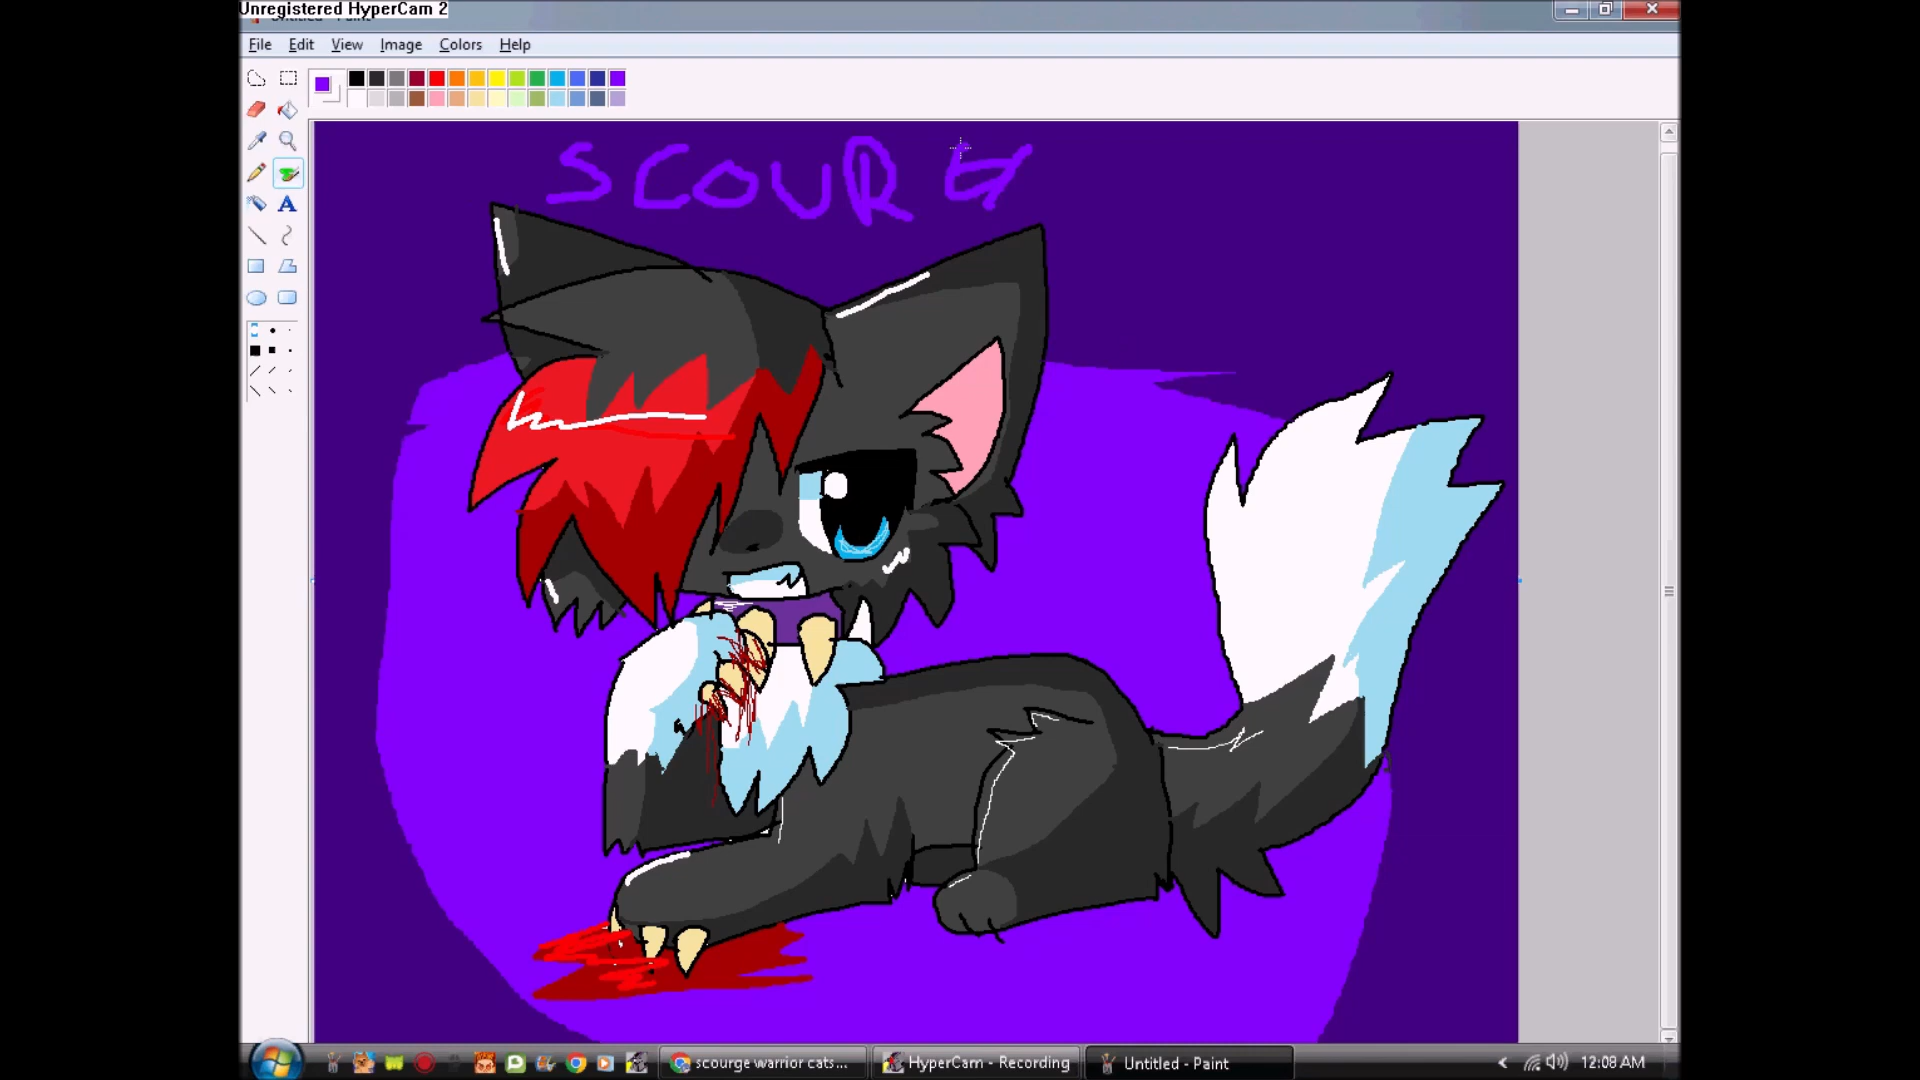 Unregistered HyperCam 2
File Edit View Image Colors Help
SCOURG
scourge warrior cats...
HyperCam - Recording
Untitled - Paint
12:08 AM